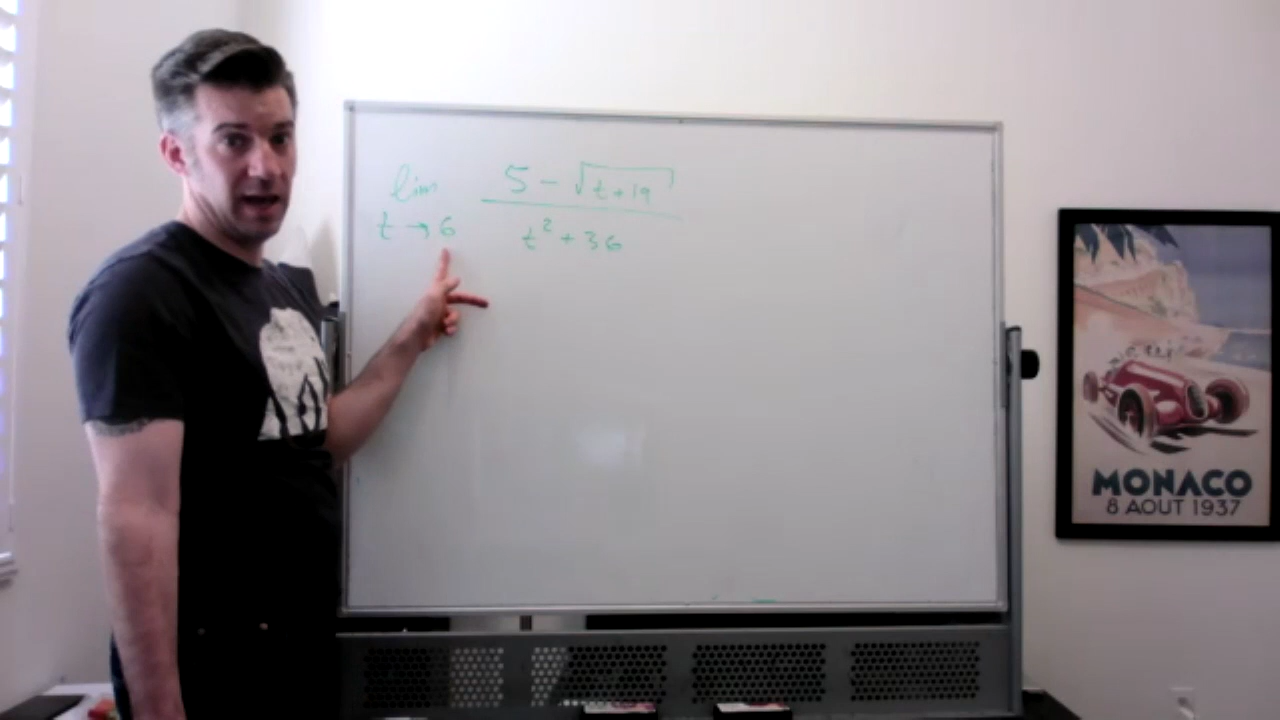 lim 5 - √t+19
t → 6 t² + 36
MONACO
8 AOUT 1937